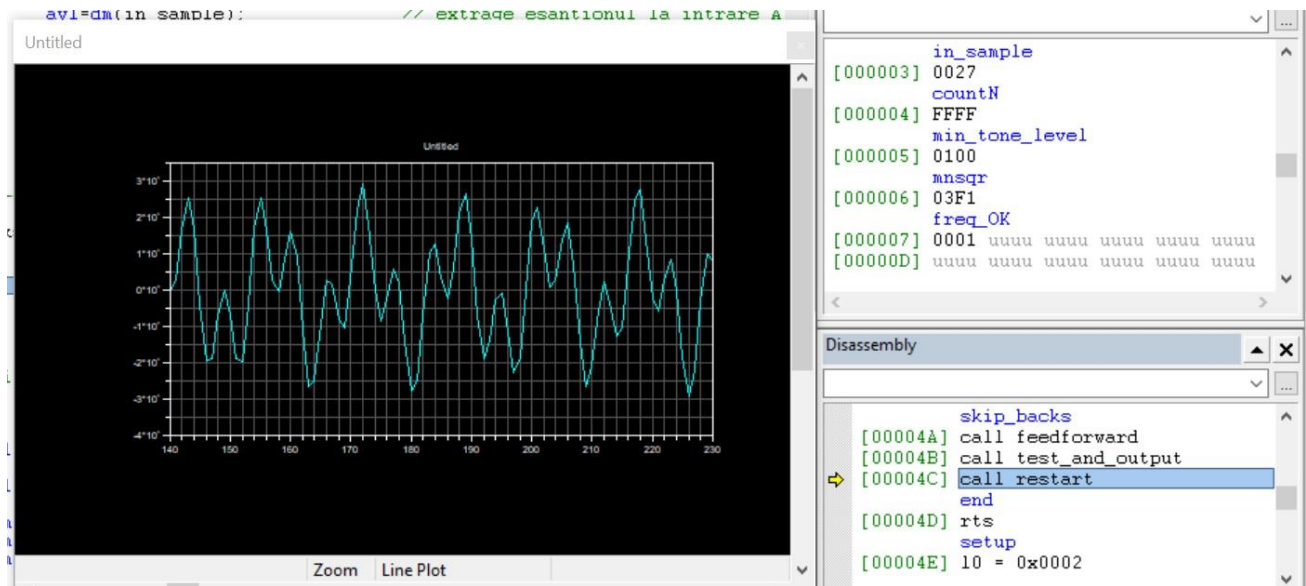 ay1=dm(in_sample); // extrage esantionul la intrare A
Untitled
Untitled
3*10˚
2*10˚
1*10˚
0*10˚
-1*10˚
-2*10˚
-3*10˚
-4*10˚
140 150 160 170 180 190 200 210 220 230
Zoom Line Plot
...
in_sample
[000003] 0027
countN
[000004] FFFF
min_tone_level
[000005] 0100
mnsqr
[000006] 03F1
freq_OK
[000007] 0001 uuuu uuuu uuuu uuuu uuuu
[00000D] uuuu uuuu uuuu uuuu uuuu uuuu
Disassembly
...
skip_backs
[00004A] call feedforward
[00004B] call test_and_output
[00004C] call restart
end
[00004D] rts
setup
[00004E] l0 = 0x0002